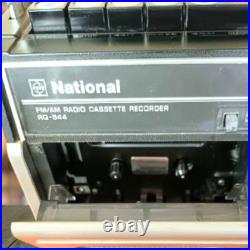 National
FM/AM RADIO CASSETTE RECORDER
RQ-544